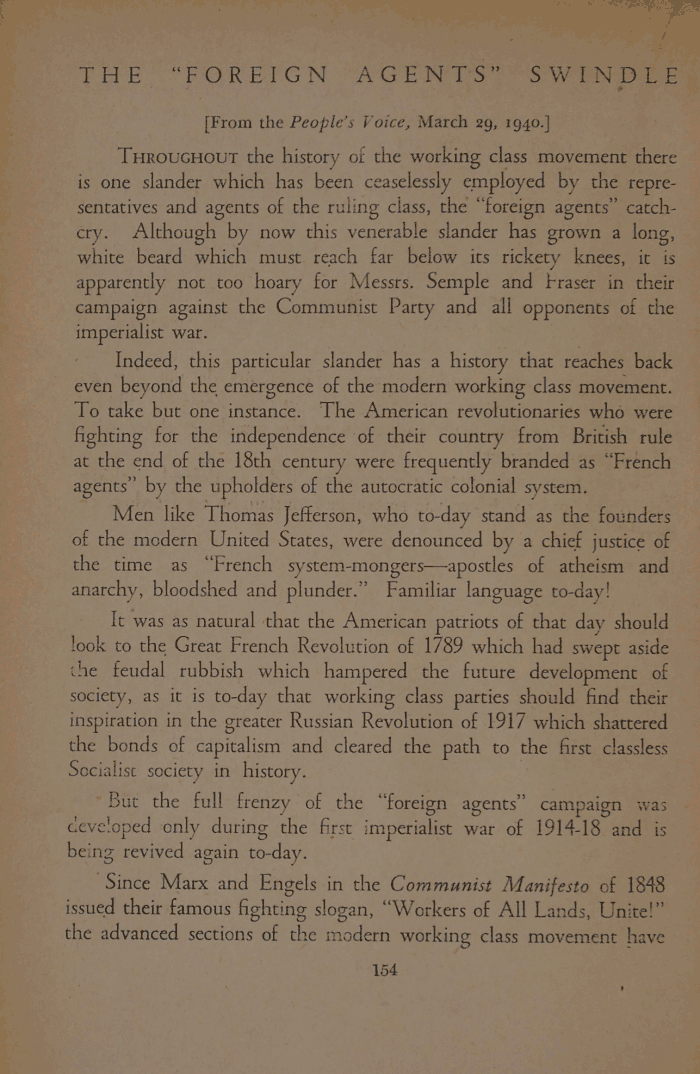 THE “FOREIGN AGENTS” SWINDLE
[From the People's Voice, March 29, 1940.]
THROUGHOUT the history of the working class movement there
is one slander which has been ceaselessly employed by the repre-
sentatives and agents of the ruling class, the “foreign agents” catch-
cry. Although by now this venerable slander has grown a long,
white beard which must reach far below its rickety knees, it is
apparently not too hoary for Messrs. Semple and Fraser in their
campaign against the Communist Party and all opponents of the
imperialist war.
Indeed, this particular slander has a history that reaches back
even beyond the emergence of the modern working class movement.
To take but one instance. The American revolutionaries who were
fighting for the independence of their country from British rule
at the end of the 18th century were frequently branded as “French
agents” by the upholders of the autocratic colonial system.
Men like Thomas Jefferson, who to-day stand as the founders
of the modern United States, were denounced by a chief justice of
the time as “French system-mongers—apostles of atheism and
anarchy, bloodshed and plunder.” Familiar language to-day!
It was as natural that the American patriots of that day should
look to the Great French Revolution of 1789 which had swept aside
the feudal rubbish which hampered the future development of
society, as it is to-day that working class parties should find their
inspiration in the greater Russian Revolution of 1917 which shattered
the bonds of capitalism and cleared the path to the first classless
Socialist society in history.
But the full frenzy of the “foreign agents” campaign was
developed only during the first imperialist war of 1914-18 and is
being revived again to-day.
Since Marx and Engels in the Communist Manifesto of 1848
issued their famous fighting slogan, “Workers of All Lands, Unite!”
the advanced sections of the modern working class movement have
154